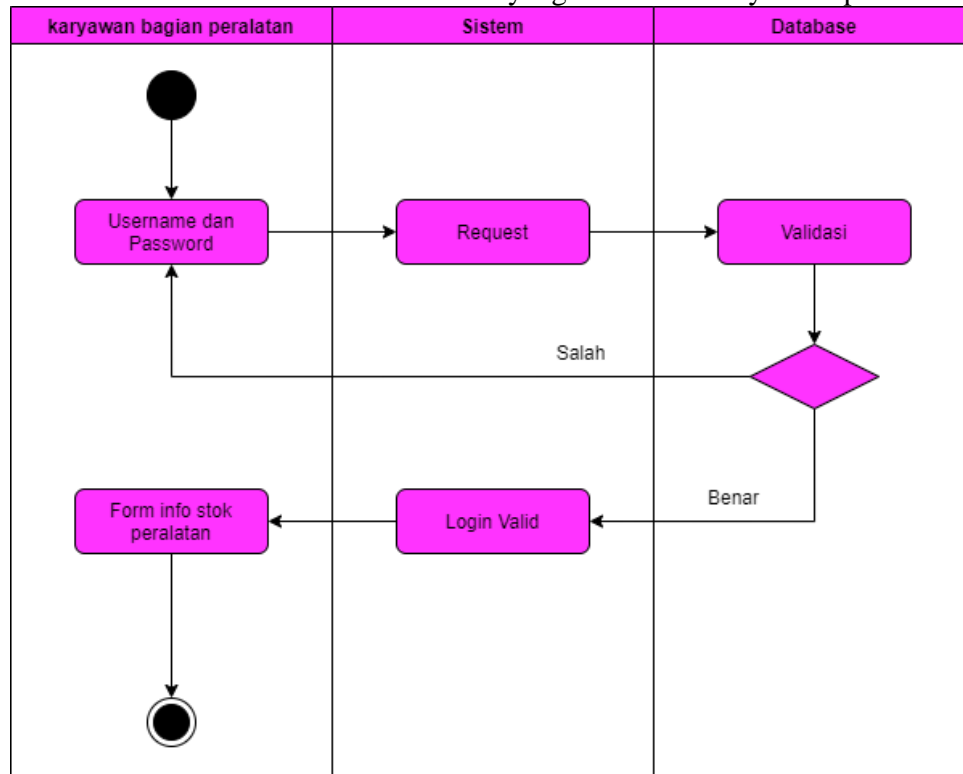 karyawan bagian peralatan
Sistem
Database
Username dan
Password
Request
Validasi
Salah
Benar
Form info stok
peralatan
Login Valid